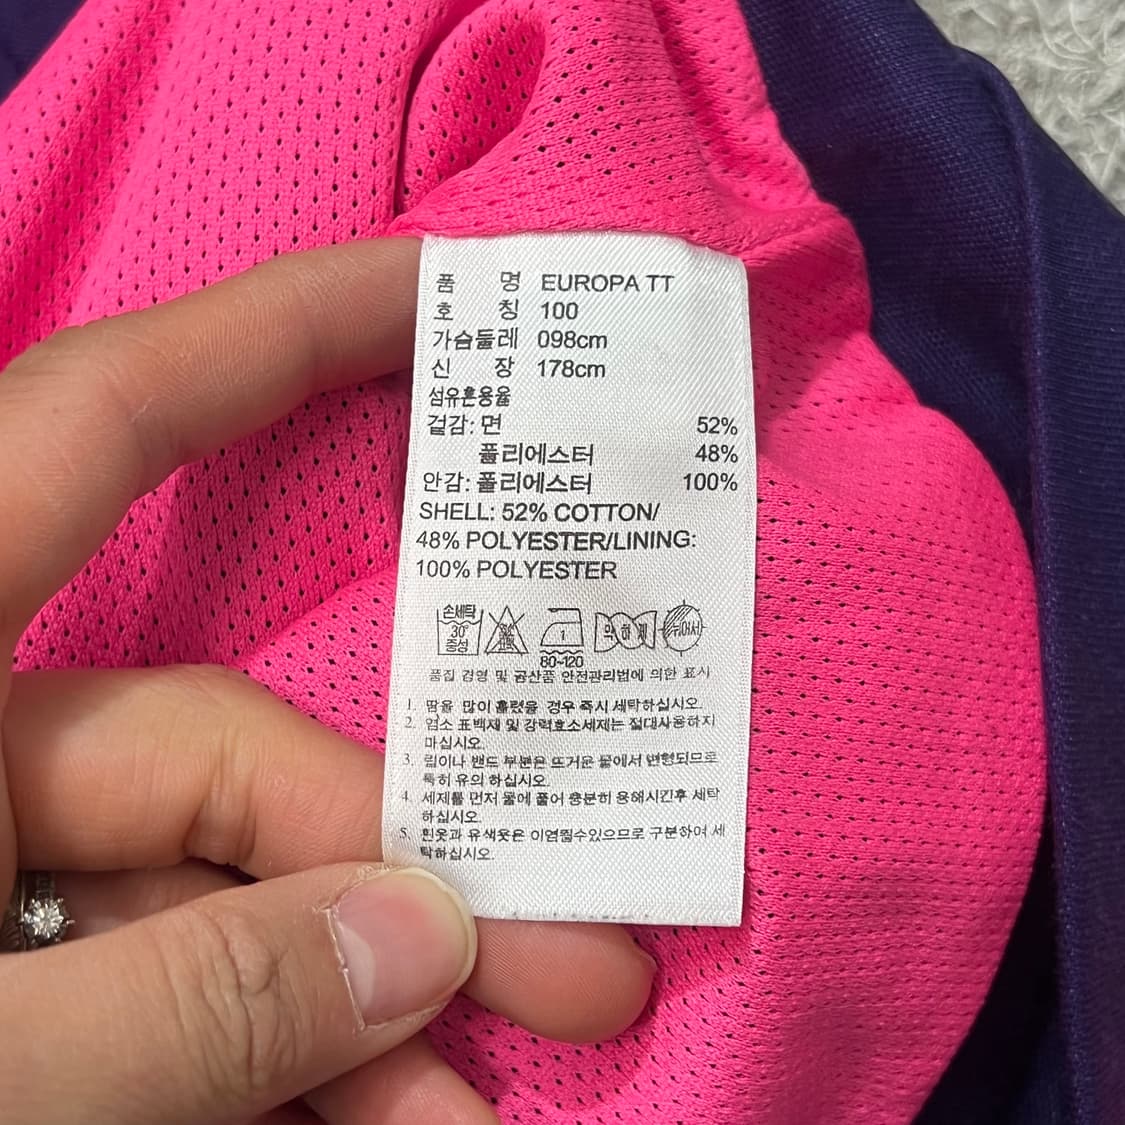 품 명 EUROPA TT
호 칭 100
가슴둘레 098cm
신 장 178cm
섬유혼용율
겉감: 면 52%
폴리에스터 48%
안감: 폴리에스터 100%
SHELL: 52% COTTON/
48% POLYESTER/LINING:
100% POLYESTER
손세탁
30°
중성
1
약하게
뉘어서
80~120
품질 경영 및 공산품 안전관리법에 의한 표시
1. 땀을 많이 흘렸을 경우 즉시 세탁하십시오.
2. 염소 표백재 및 강력효소세제는 절대사용하지
마십시오.
3. 립이나 밴드 부분은 뜨거운 물에서 변형되므로
특히 유의 하십시오.
4. 세제를 먼저 물에 풀어 충분히 용해시킨후 세탁
하십시오.
5. 흰옷과 유색옷은 이염될수있으므로 구분하여 세
탁하십시오.